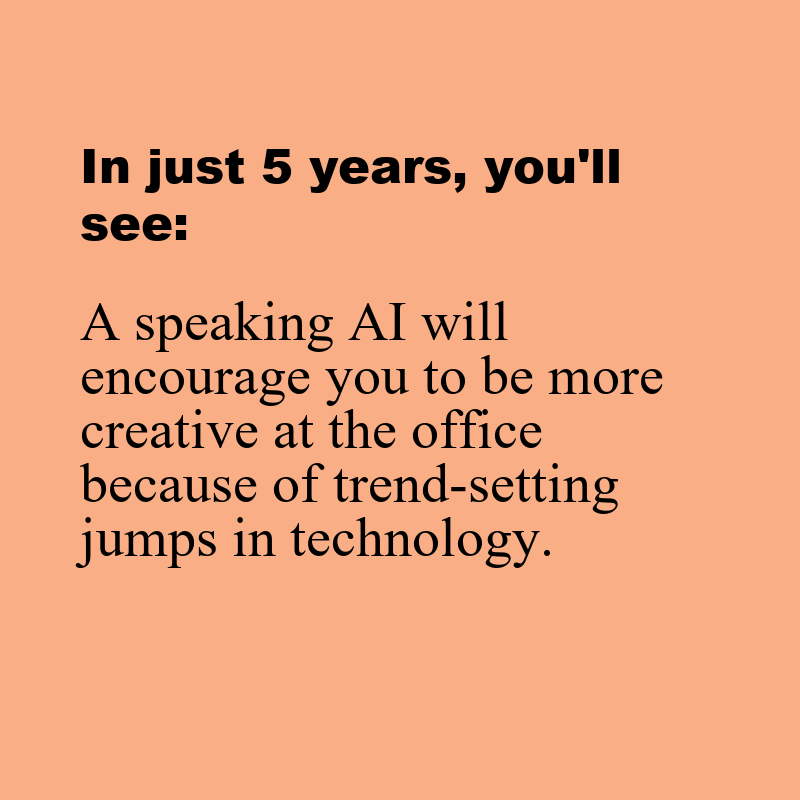 In just 5 years, you'll
see:
A speaking AI will
encourage you to be more
creative at the office
because of trend-setting
jumps in technology.